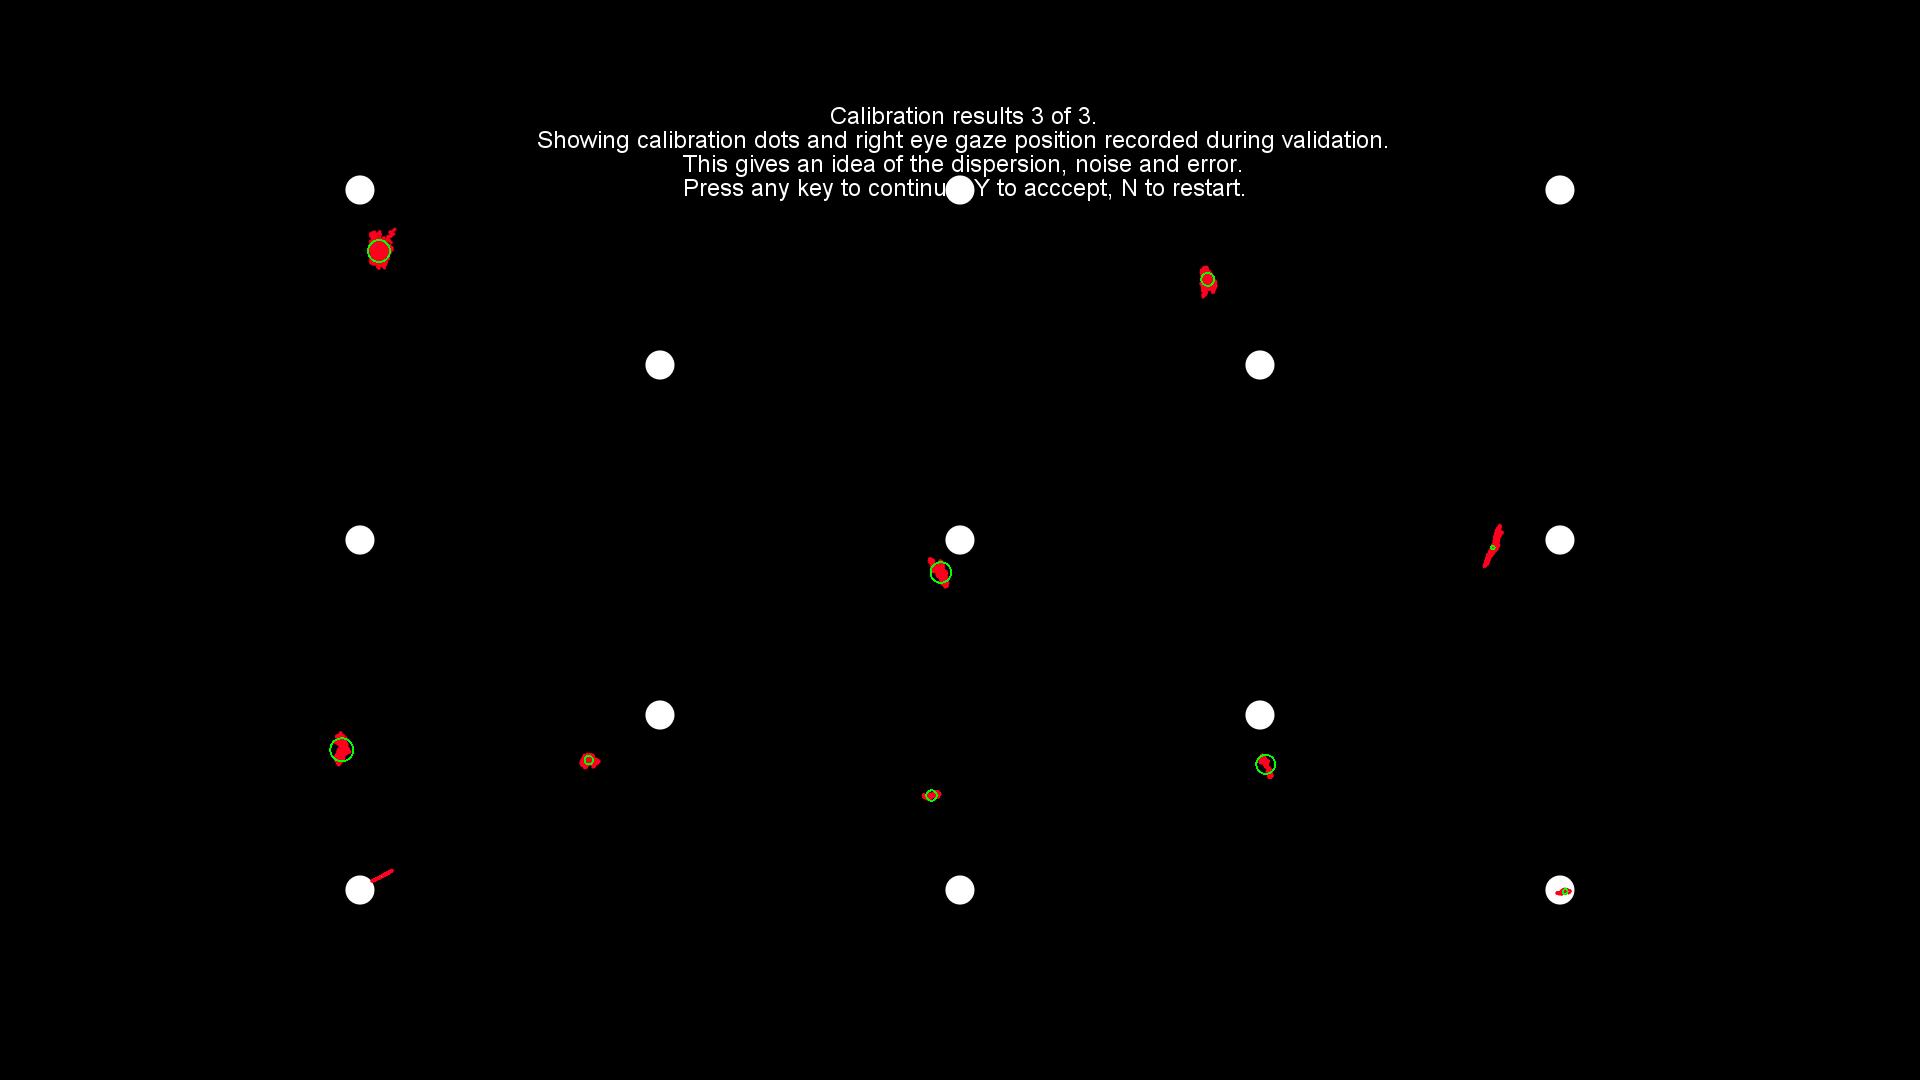 Calibration results 3 of 3.
Showing calibration dots and right eye gaze position recorded during validation.
This gives an idea of the dispersion, noise and error.
Press any key to continu Y to acccept, N to restart.